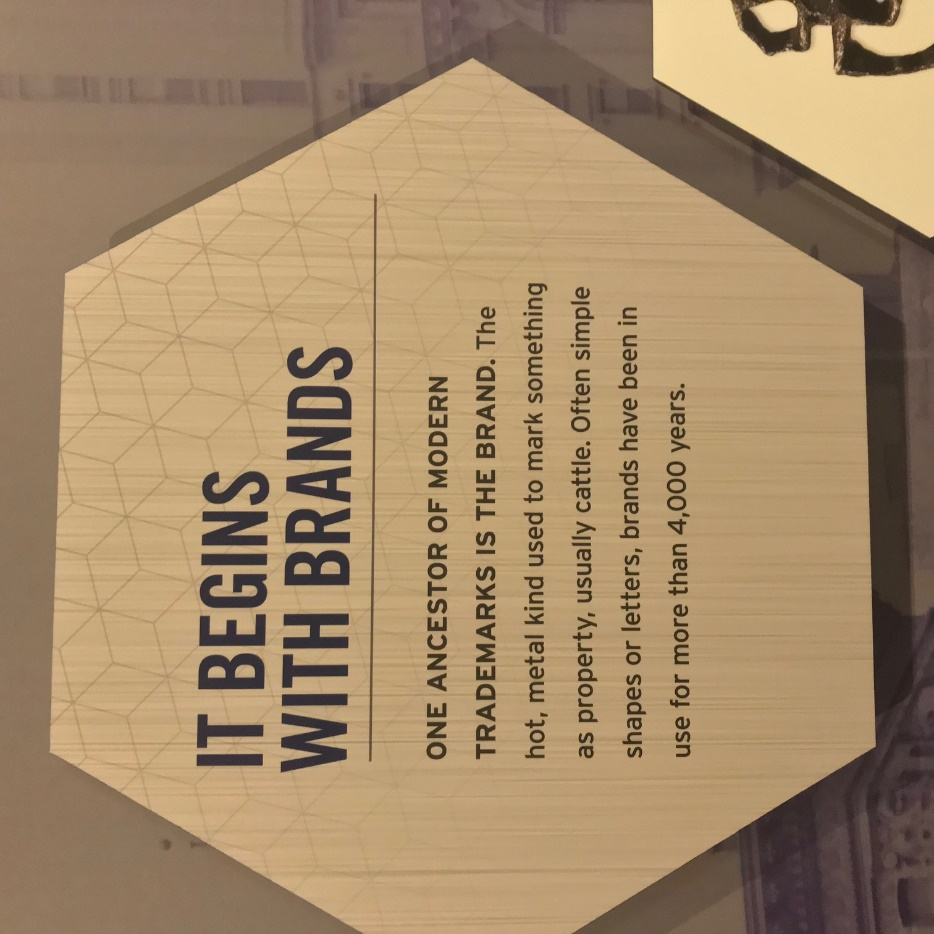 IT BEGINS
WITH BRANDS
ONE ANCESTOR OF MODERN
TRADEMARKS IS THE BRAND. The
hot, metal kind used to mark something
as property, usually cattle. Often simple
shapes or letters, brands have been in
use for more than 4,000 years.